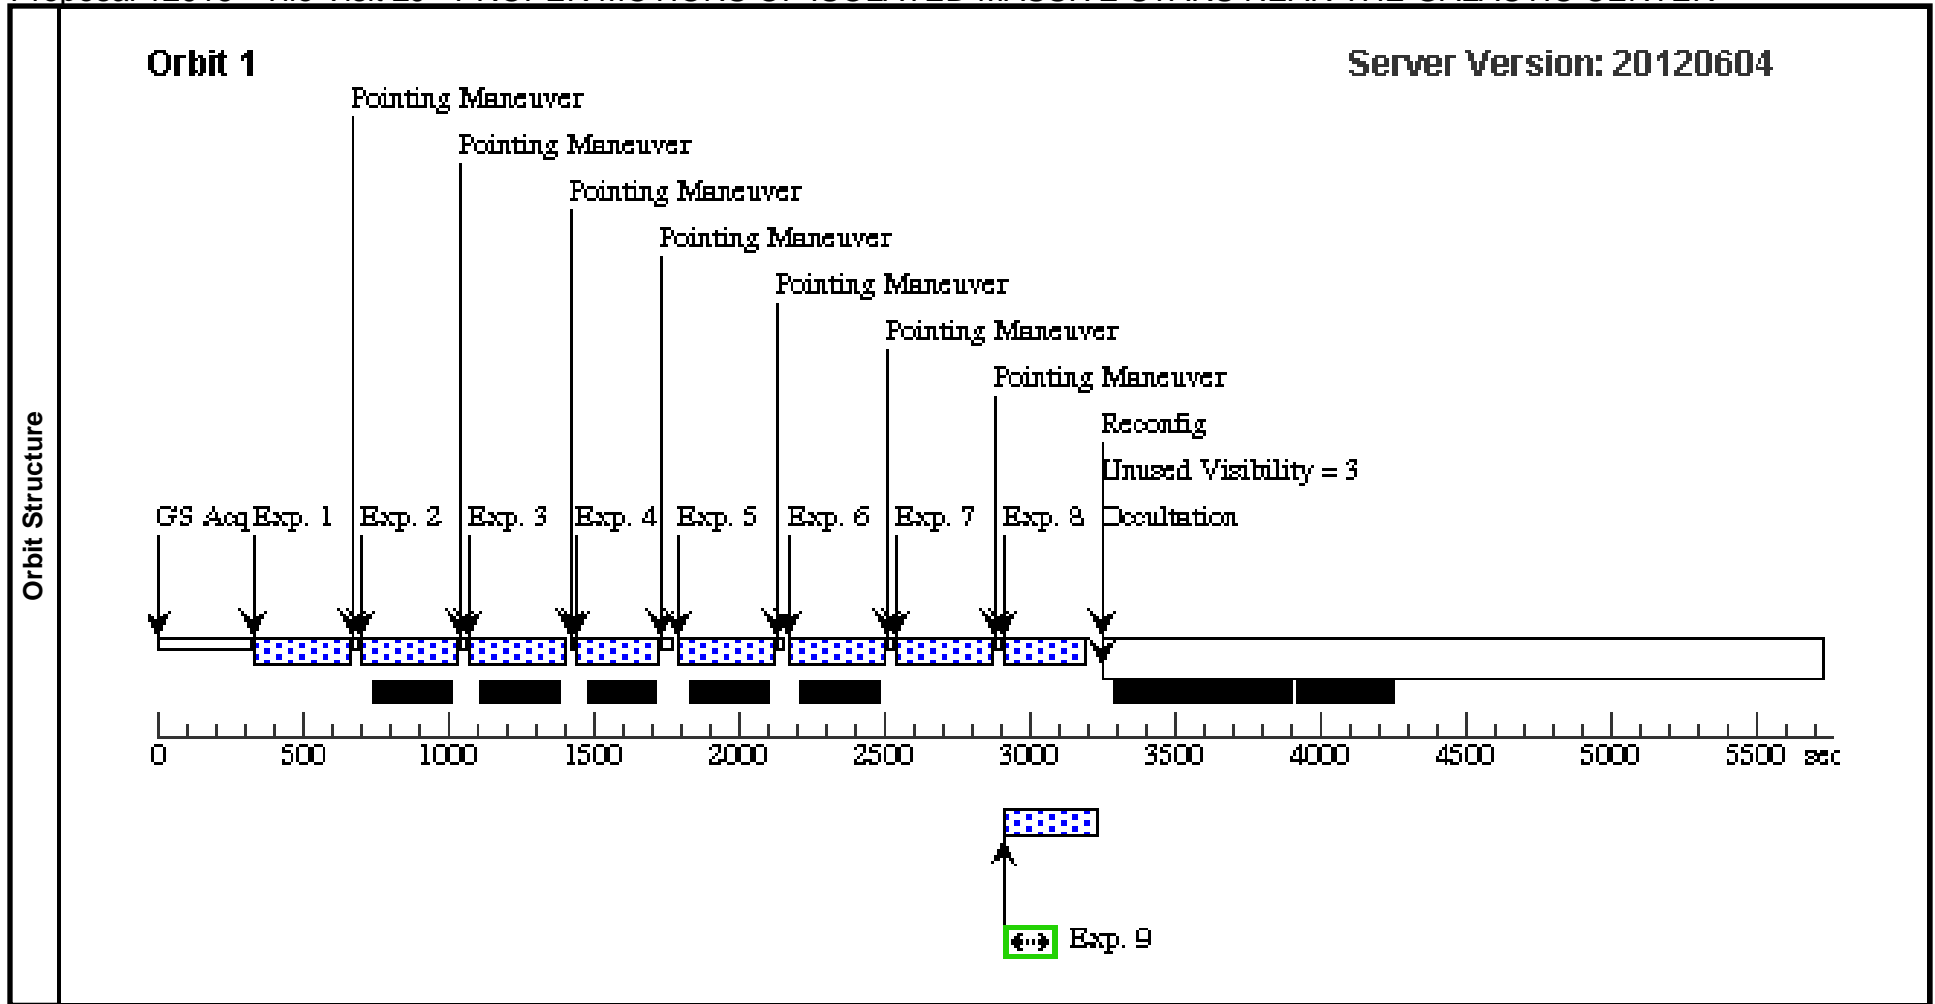 Orbit Structure
Orbit 1
Server Version: 20120604
Pointing Maneuver
Pointing Maneuver
Pointing Maneuver
Pointing Maneuver
Pointing Maneuver
Pointing Maneuver
Pointing Maneuver
Reconfig
Unused Visibility = 3
GS Acq Exp. 1 Exp. 2 Exp. 3 Exp. 4 Exp. 5 Exp. 6 Exp. 7 Exp. 8 Occultation
0 500 1000 1500 2000 2500 3000 3500 4000 4500 5000 5500 sec
Exp. 9